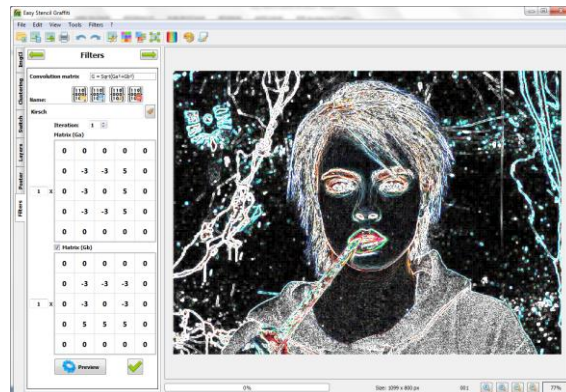 Easy Stencil Graffiti
File Edit View Tools Filters ?
Filters
Convolution matrix G = Sqrt(Ga²+Gb²)
Name:
Kirsch
Iteration: 1
Matrix (Ga)
0 0 0 0 0
0 -3 -3 5 0
1 X 0 -3 0 5 0
0 -3 -3 5 0
0 0 0 0 0
Matrix (Gb)
0 0 0 0 0
0 -3 -3 -3 0
1 X 0 -3 0 -3 0
0 5 5 5 0
0 0 0 0 0
Preview
Clustering
Switch
Layers
Poster
Filters
0% Size: 1099 x 800 px 77%